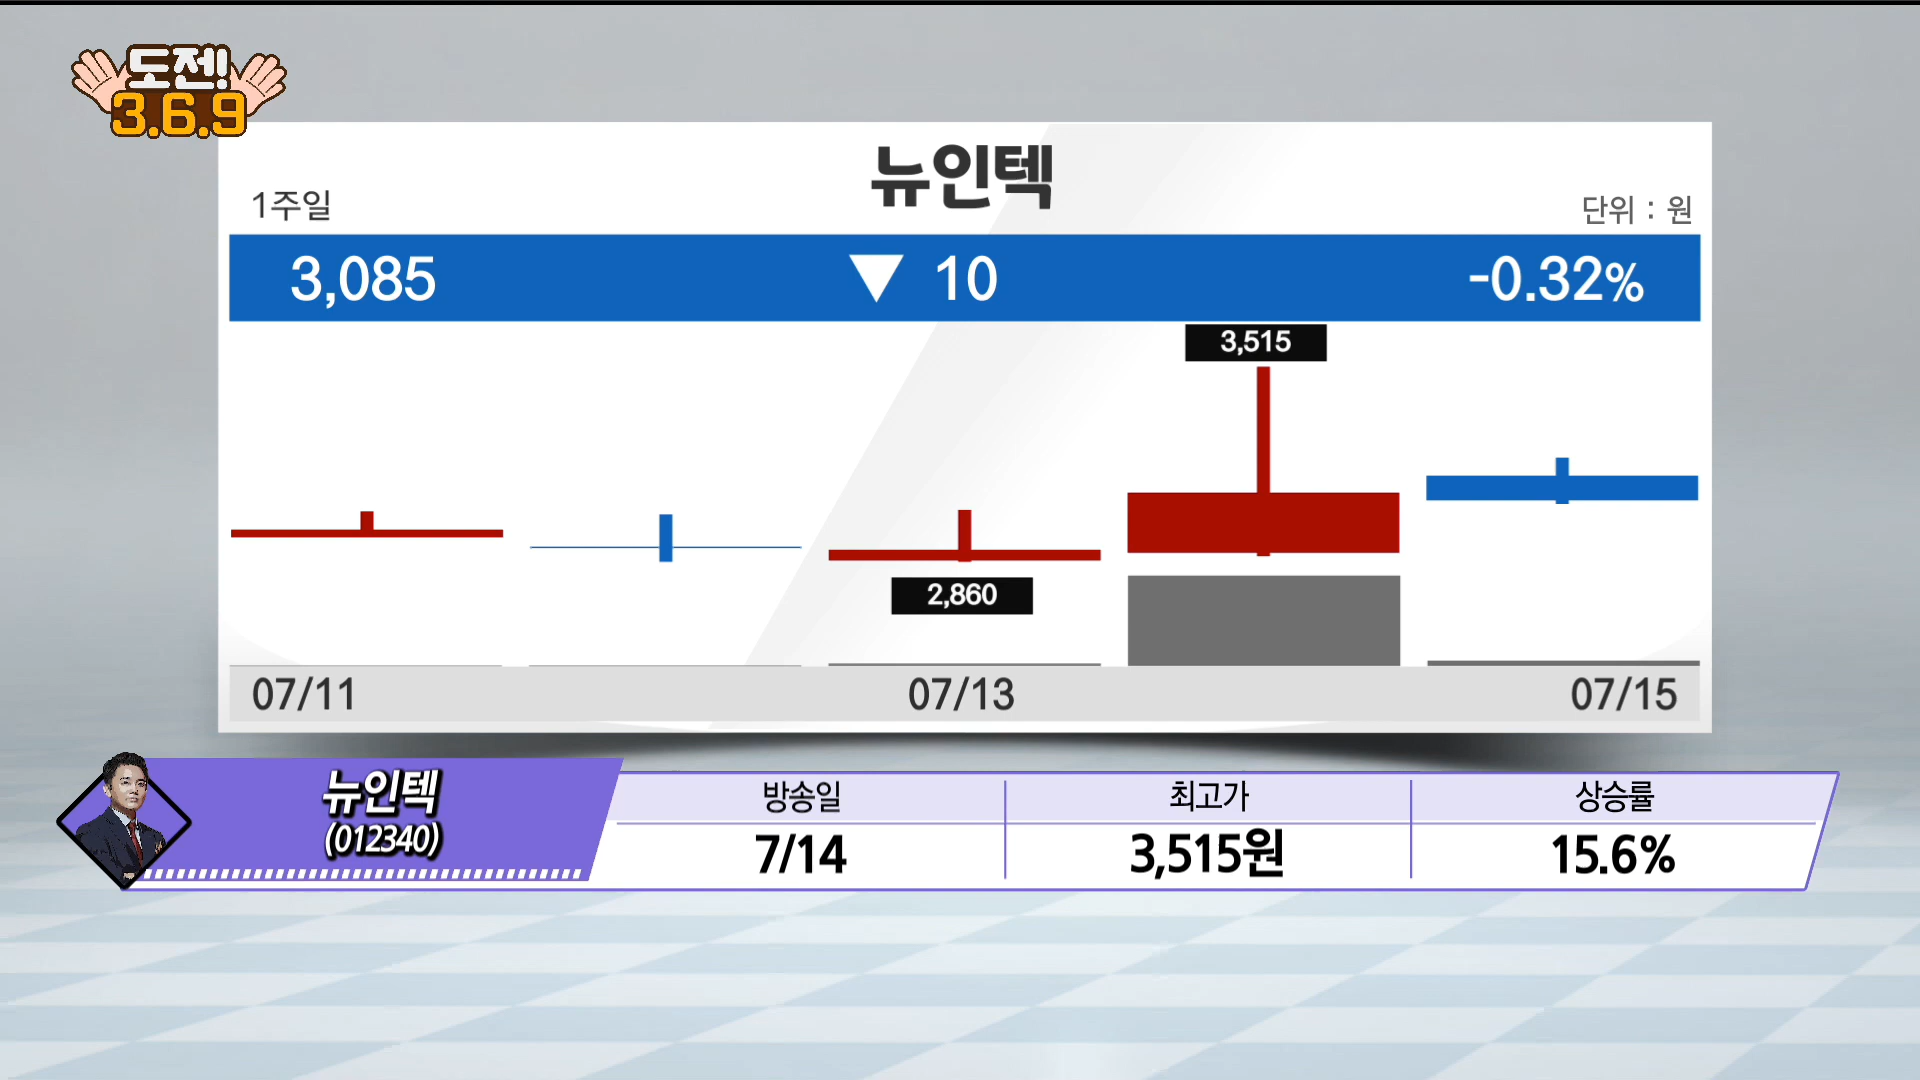 도젠!
3.6.9
뉴인텍
1주일
단위 : 원
3,085 ▼ 10 -0.32%
3,515
2,860
07/11 07/13 07/15
뉴인텍
(012340)
방송일 최고가 상승률
7/14 3,515원 15.6%